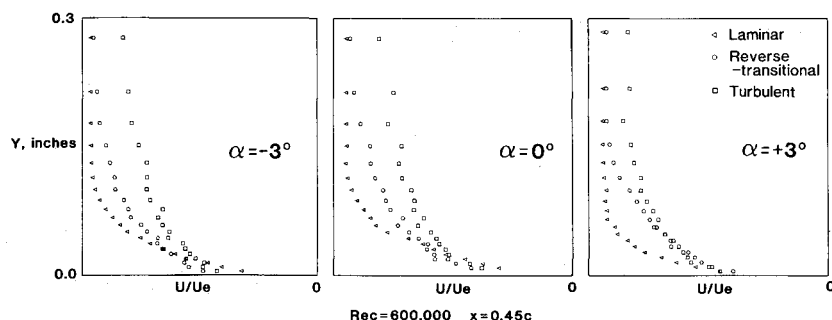 0.3
Y, inches
0.0
α=-3°
U/Ue
0
α=0°
U/Ue
0
Laminar
Reverse
-transitional
Turbulent
α=+3°
U/Ue
0
Rec=600,000 x=0.45c